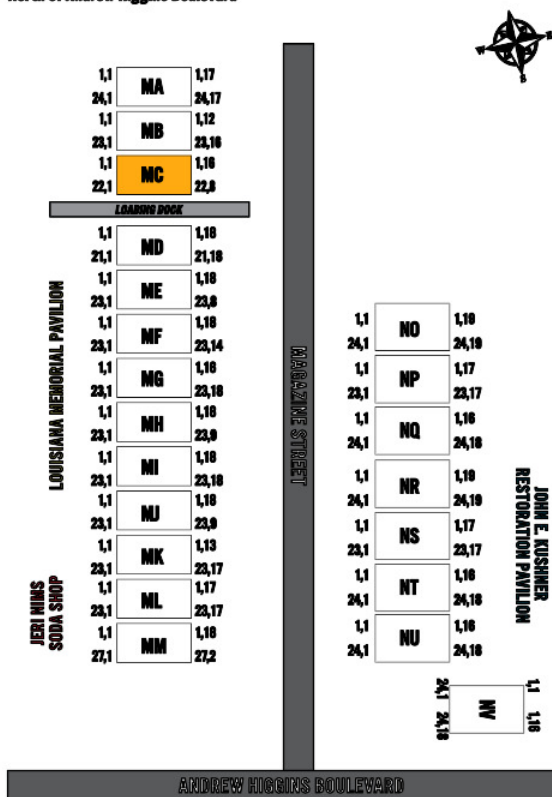 North of Andrew Higgins Boulevard
N
W
E
S
1,1 MA 1,17
24,1 24,17
1,1 MB 1,12
23,1 23,16
1,1 MC 1,16
22,1 22,8
LOADING DOCK
1,1 MD 1,18
21,1 21,18
1,1 ME 1,18
23,1 23,8
1,1 MF 1,18
23,1 23,14
1,1 MG 1,16
23,1 23,18
1,1 MH 1,18
23,1 23,9
1,1 MI 1,18
23,1 23,18
1,1 MJ 1,18
23,1 23,9
1,1 MK 1,13
23,1 23,17
1,1 ML 1,17
23,1 23,17
1,1 MM 1,18
27,1 27,2
LOUISIANA MEMORIAL PAVILION
JERI NIMS
SODA SHOP
MAGAZINE STREET
1,1 NO 1,19
24,1 24,19
1,1 NP 1,17
23,1 23,17
1,1 NQ 1,16
24,1 24,18
1,1 NR 1,19
24,1 24,19
1,1 NS 1,17
23,1 23,17
1,1 NT 1,16
24,1 24,18
1,1 NU 1,16
24,1 24,18
JOHN E. KUSHNER
RESTORATION PAVILION
24,1 1,1
NV
24,18 1,16
ANDREW HIGGINS BOULEVARD